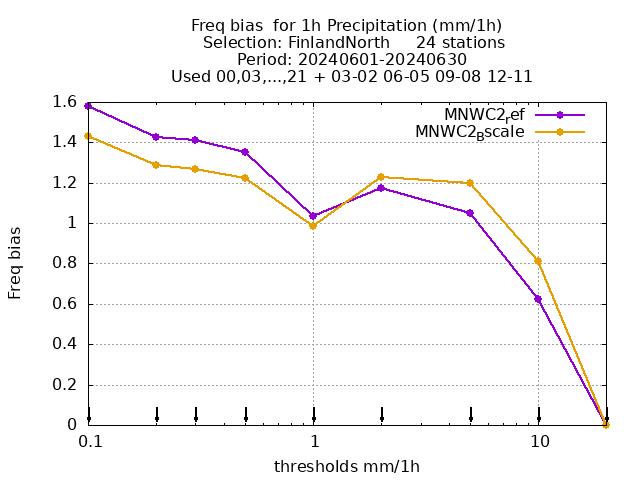 Freq bias  for 1h Precipitation (mm/1h)
Selection: FinlandNorth     24 stations
Period: 20240601-20240630
Used 00,03,...,21 + 03-02 06-05 09-08 12-11
MNWC2ref
MNWC2Bscale
1.6
1.4
1.2
1
0.8
0.6
0.4
0.2
0
Freq bias
0.1
1
10
thresholds mm/1h